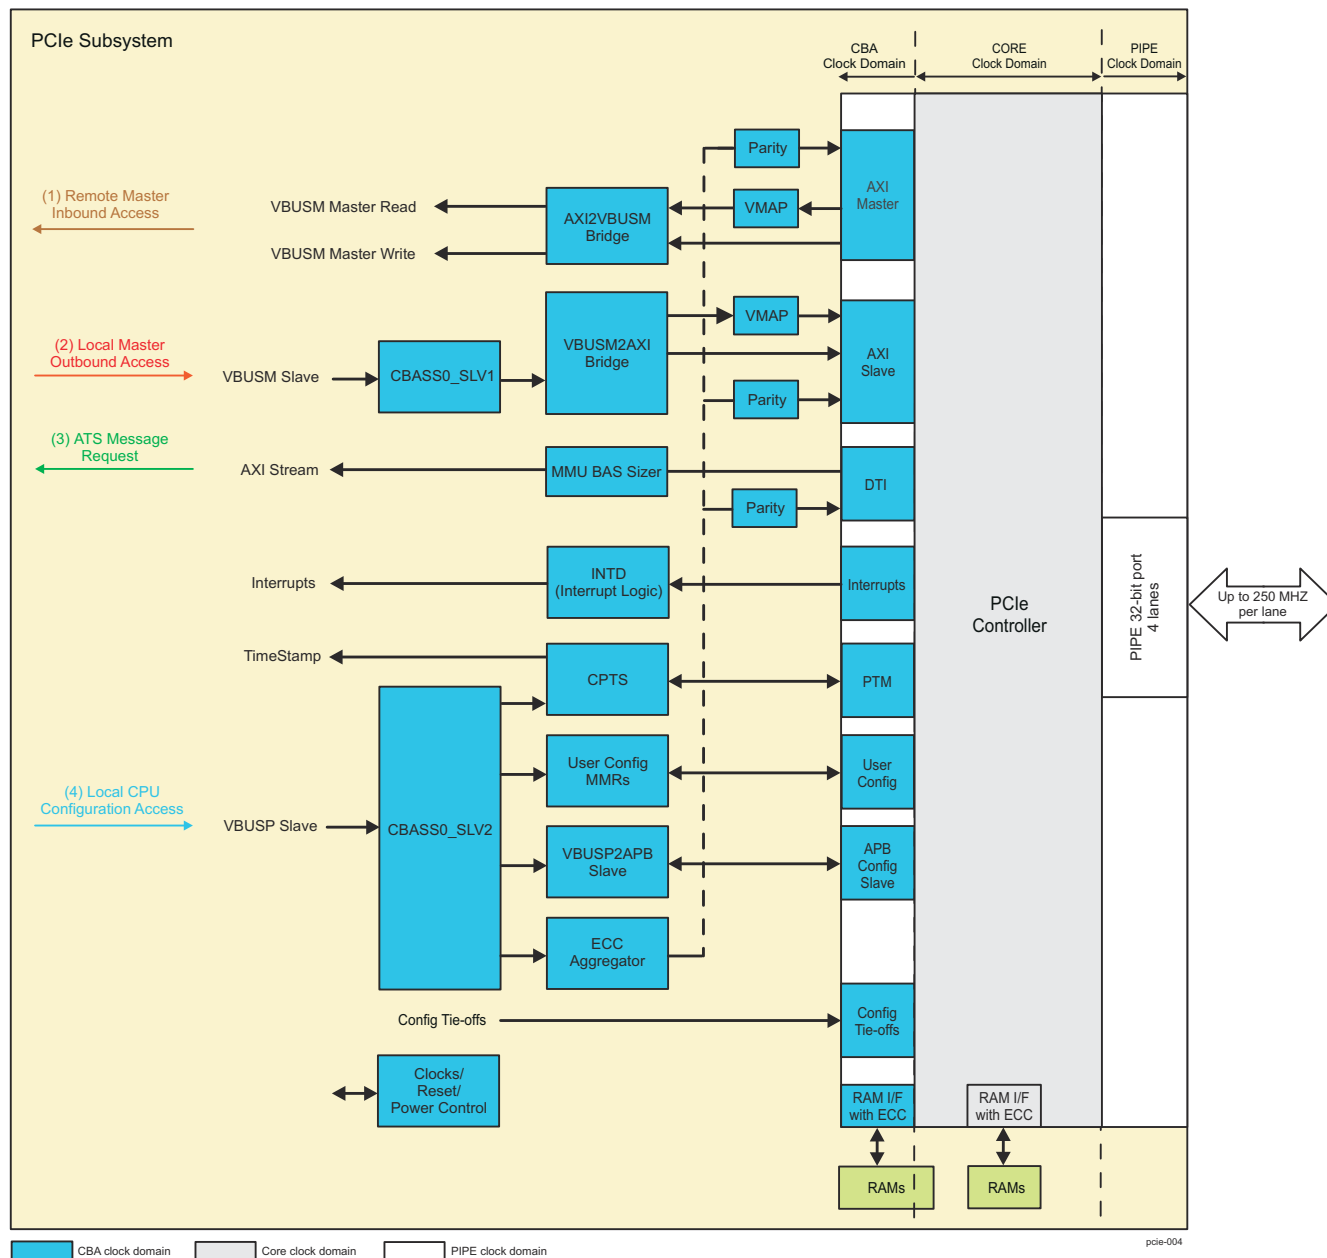 PCIe Subsystem
CBA
Clock Domain
CORE
Clock Domain
PIPE
Clock Domain
(1) Remote Master
Inbound Access
VBUSM Master Read
VBUSM Master Write
AXI2VBUSM
Bridge
Parity
VMAP
AXI
Master
(2) Local Master
Outbound Access
VBUSM Slave
CBASS0_SLV1
VBUSM2AXI
Bridge
VMAP
Parity
AXI
Slave
(3) ATS Message
Request
AXI Stream
MMU BAS Sizer
Parity
DTI
Interrupts
INTD
(Interrupt Logic)
Interrupts
PCIe
Controller
PIPE 32-bit port
4 lanes
Up to 250 MHZ
per lane
TimeStamp
CPTS
PTM
(4) Local CPU
Configuration Access
VBUSP Slave
CBASS0_SLV2
User Config
MMRs
User
Config
VBUSP2APB
Slave
APB
Config
Slave
ECC
Aggregator
Config Tie-offs
Config
Tie-offs
Clocks/
Reset/
Power Control
RAM I/F
with ECC
RAM I/F
with ECC
RAMs
RAMs
CBA clock domain
Core clock domain
PIPE clock domain
pcie-004